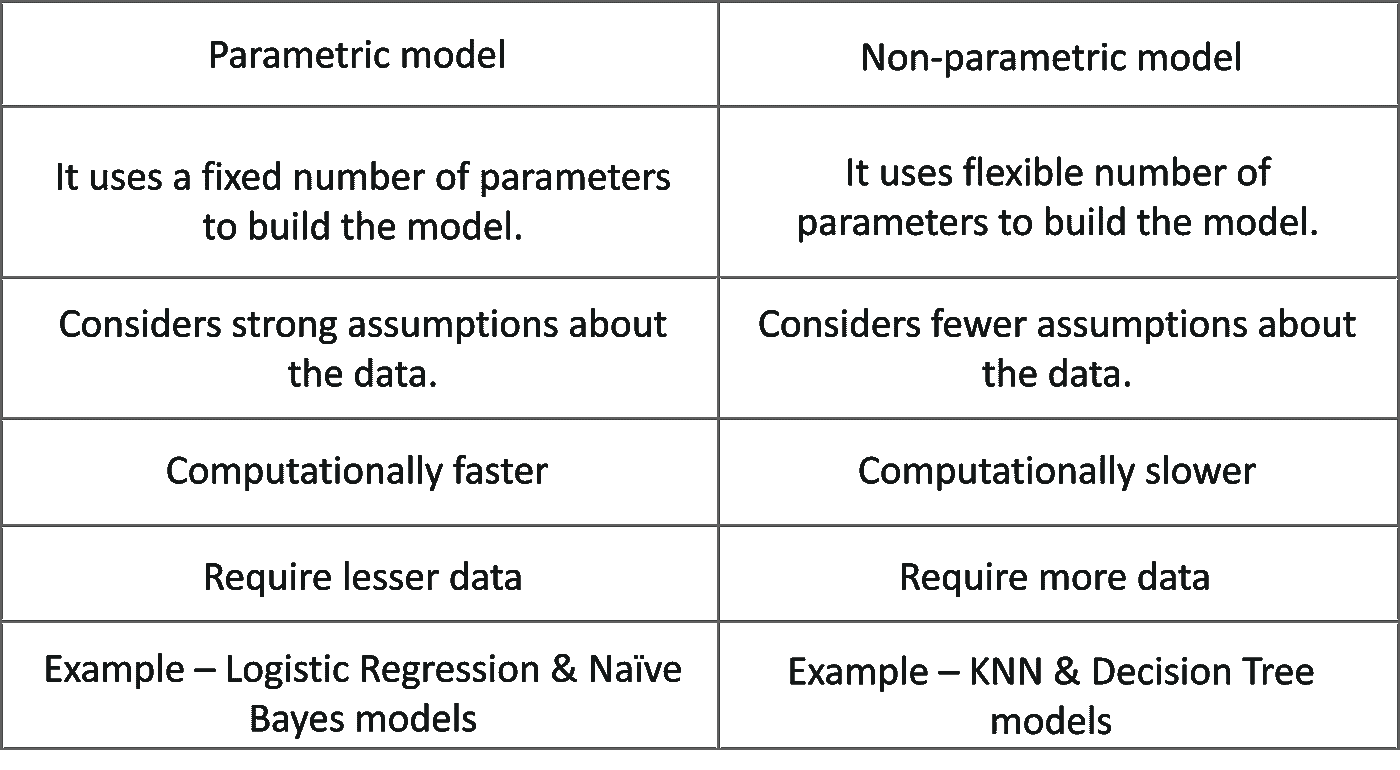 Parametric model
Non-parametric model
It uses a fixed number of parameters
to build the model.
It uses flexible number of
parameters to build the model.
Considers strong assumptions about
the data.
Considers fewer assumptions about
the data.
Computationally faster
Computationally slower
Require lesser data
Require more data
Example – Logistic Regression & Naïve
Bayes models
Example – KNN & Decision Tree
models